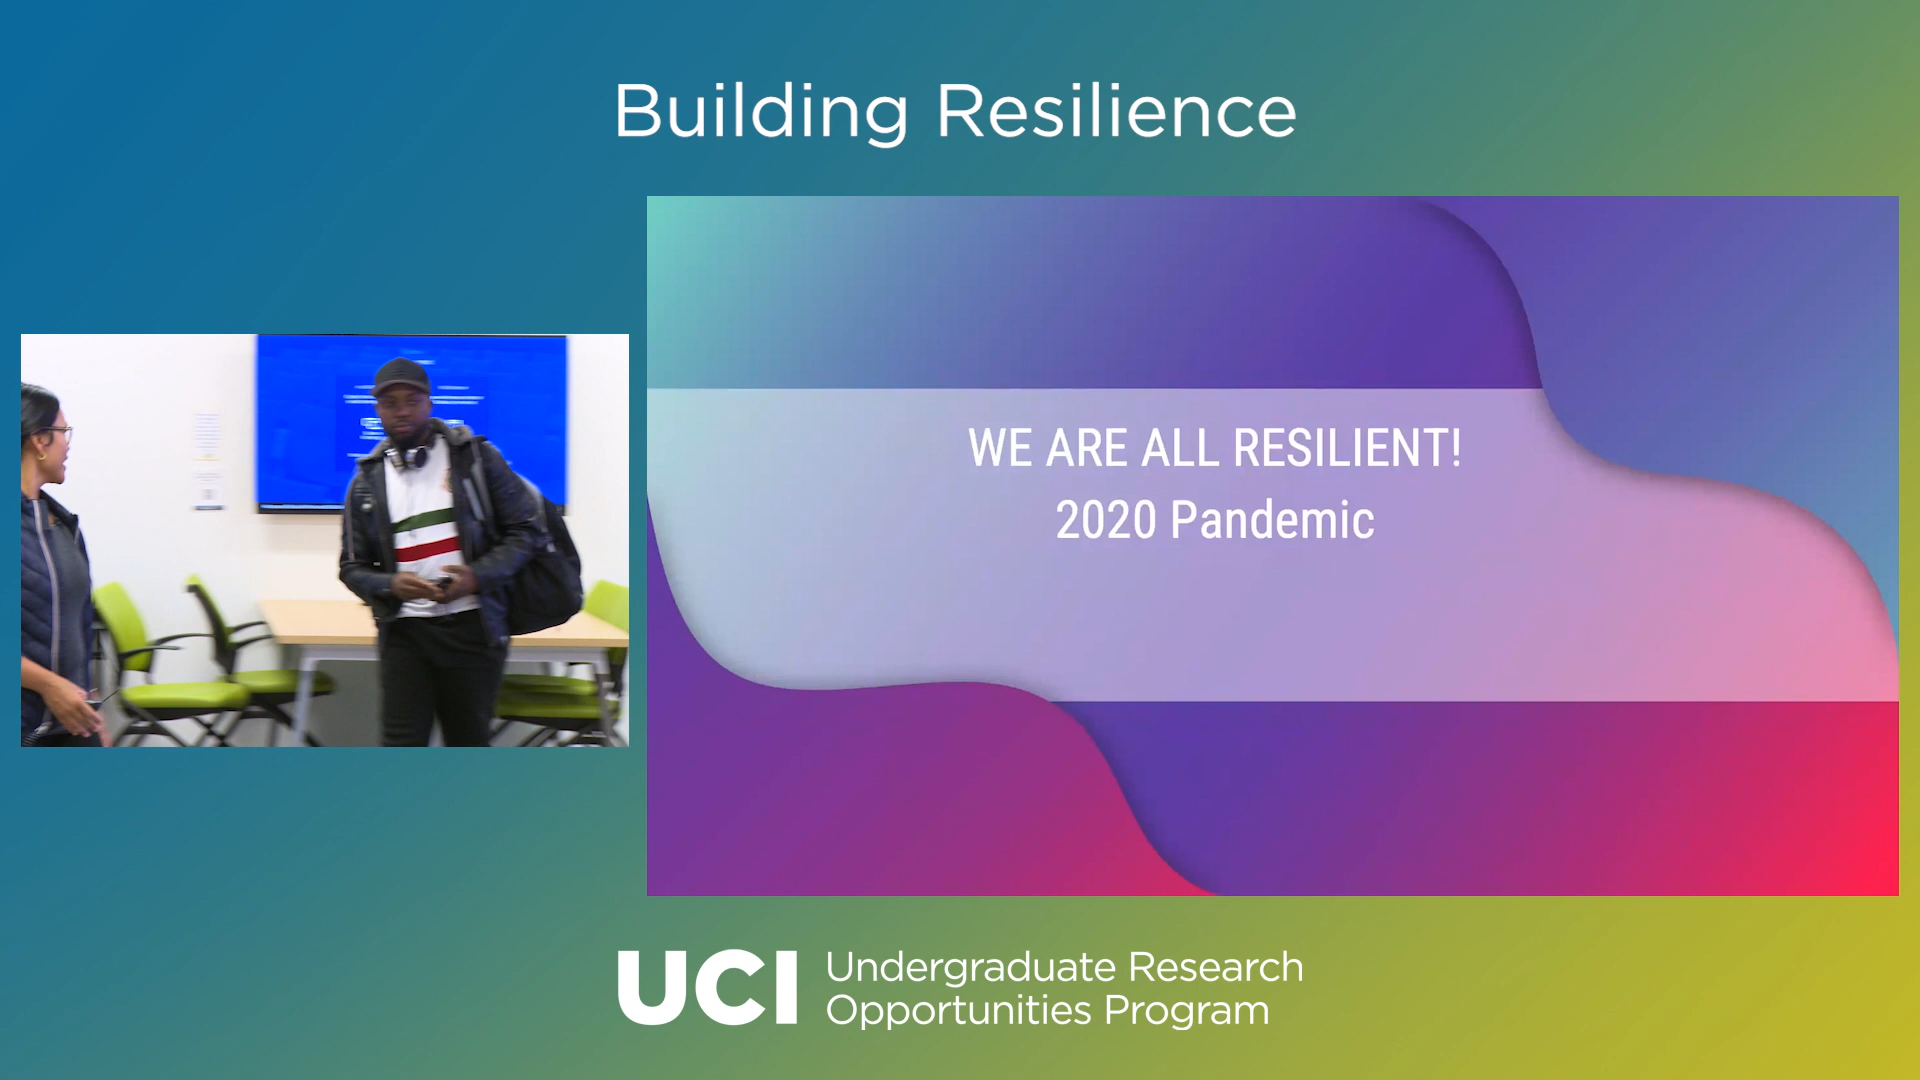 Building Resilience
WE ARE ALL RESILIENT!
2020 Pandemic
UCI Undergraduate Research
Opportunities Program